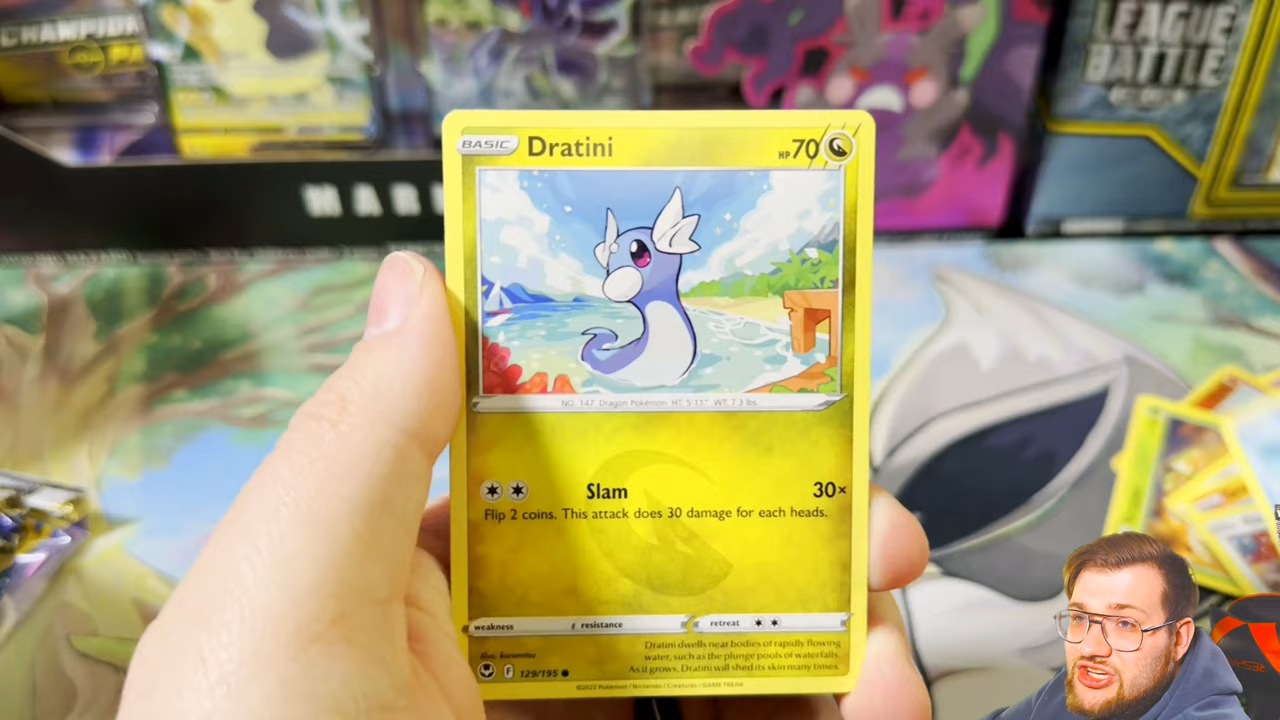 CHAMPION
PA
LEAGUE
BATTLE
MAR
BASIC Dratini HP 70
NO. 147 Dragon Pokémon HT: 5'11" WT: 7.3 lbs.
Slam 30×
Flip 2 coins. This attack does 30 damage for each heads.
weakness resistance retreat
Dratini dwells near bodies of rapidly flowing
water, such as the plunge pools of waterfalls.
As it grows, Dratini will shed its skin many times.
Illus. Kurumitsu
F 129/195
©2022 Pokémon / Nintendo / Creatures / GAME FREAK